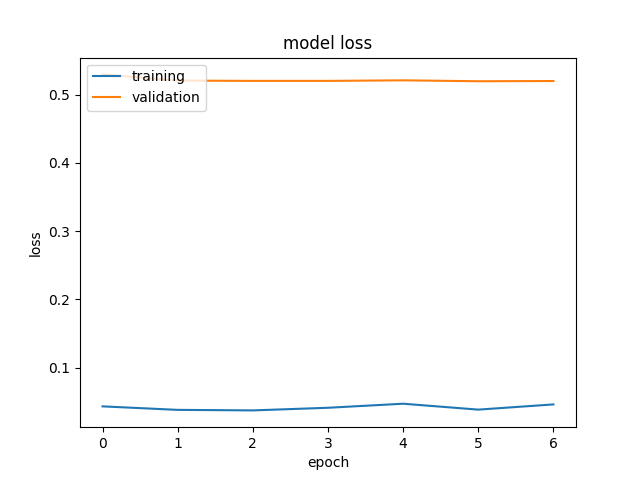 model loss
training
validation
0.5
0.4
0.3
0.2
0.1
loss
0 1 2 3 4 5 6
epoch